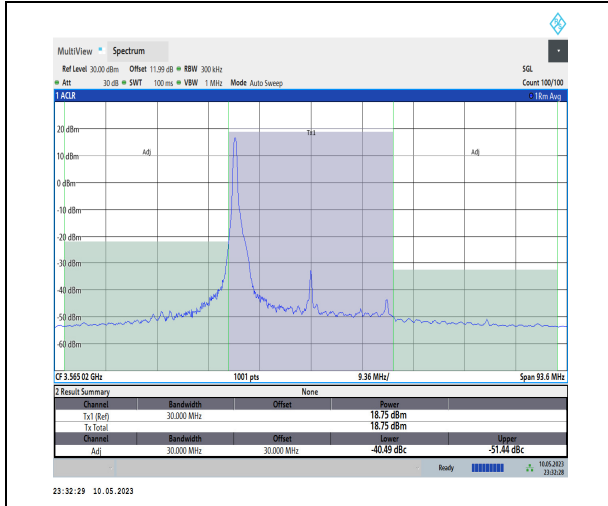 MultiView Spectrum
Ref Level 30.00 dBm Offset 11.99 dB RBW 300 kHz SGL
Att 30 dB SWT 100 ms VBW 1 MHz Mode Auto Sweep Count 100/100
1 ACLR 1Rm Avg
Tx1
20 dBm
Adj Adj
10 dBm
0 dBm
-10 dBm
-20 dBm
-30 dBm
-40 dBm
-50 dBm
-60 dBm
CF 3.565 02 GHz 1001 pts 9.36 MHz/ Span 93.6 MHz
2 Result Summary None
Channel Bandwidth Offset Power
Tx1 (Ref) 30.000 MHz 18.75 dBm
Tx Total 18.75 dBm
Channel Bandwidth Offset Lower Upper
Adj 30.000 MHz 30.000 MHz -40.49 dBc -51.44 dBc
Ready 10.05.2023
23:32:28
23:32:29 10.05.2023